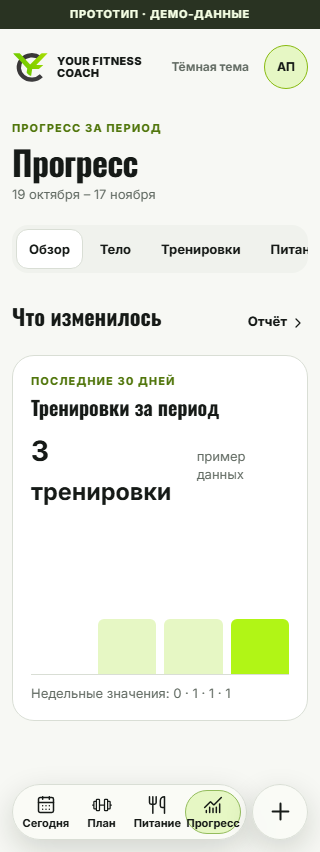 ПРОТОТИП · ДЕМО-ДАННЫЕ
YOUR FITNESS
COACH
Тёмная тема
АП
ПРОГРЕСС ЗА ПЕРИОД
Прогресс
19 октября – 17 ноября
Обзор Тело Тренировки Питан
Что изменилось
Отчёт
ПОСЛЕДНИЕ 30 ДНЕЙ
Тренировки за период
3
тренировки
пример
данных
Недельные значения: 0 · 1 · 1 · 1
Сегодня План Питание Прогресс